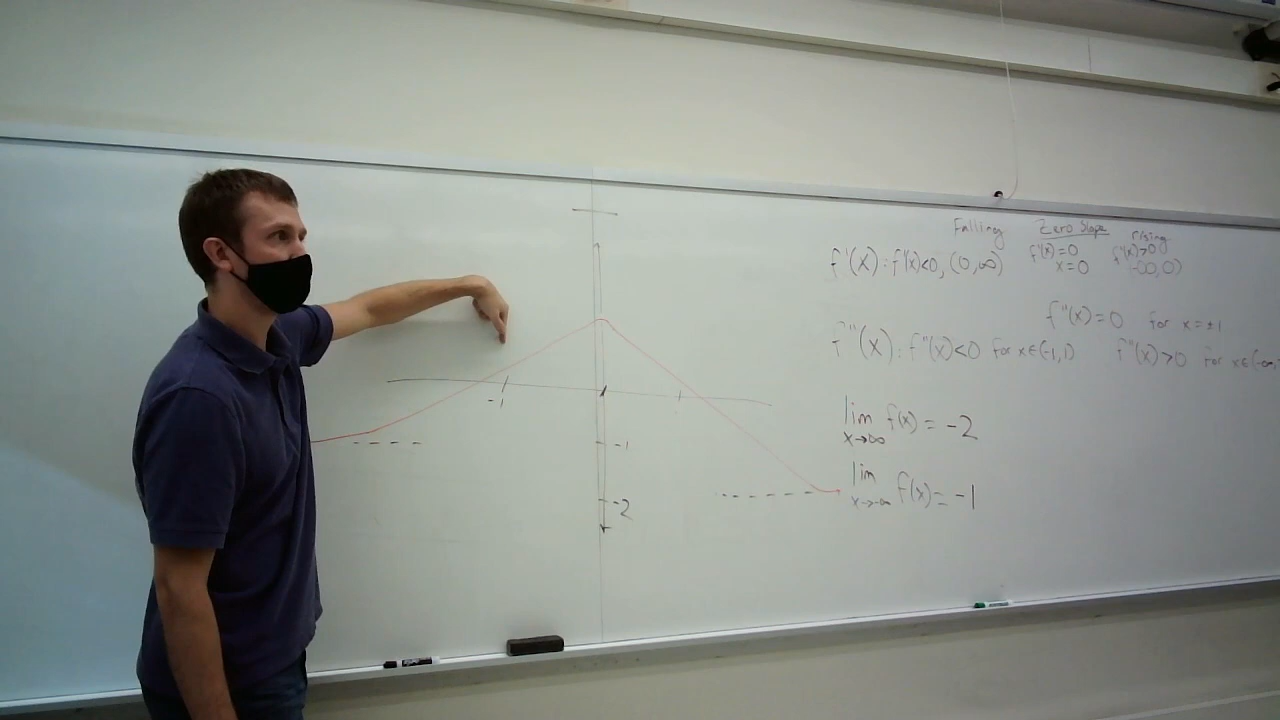 Falling Zero Slope rising
f'(x) : f'(x)<0, (0,∞) f'(x)=0 f'(x)>0
x=0 -∞,0)
f''(x)=0 for x=±1
f''(x) : f''(x)<0 for x∈(-1,1) f''(x)>0 for x∈(-∞,
lim f(x) = -2
x→∞
lim f(x) = -1
x→-∞
-1
-1
-2